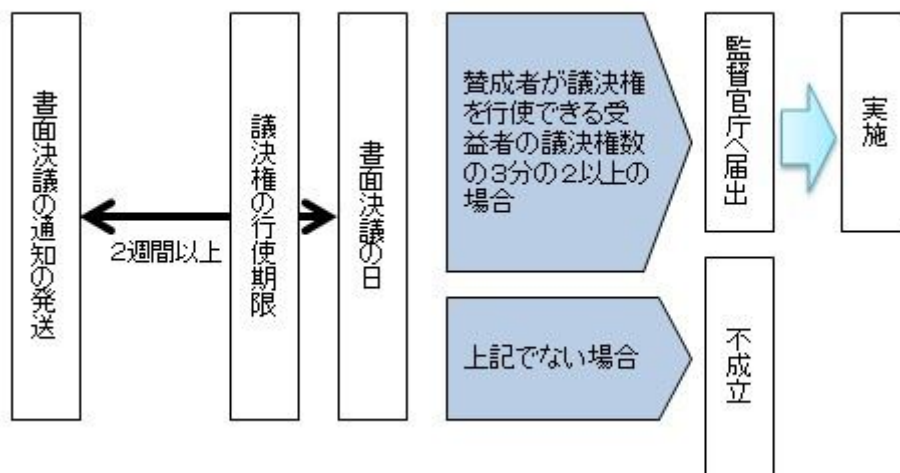 書面決議の通知の発送
2週間以上
議決権の行使期限
書面決議の日
賛成者が議決権
を行使できる受
益者の議決権数
の3分の2以上の
場合
監督官庁へ届出
実施
上記でない場合
不成立